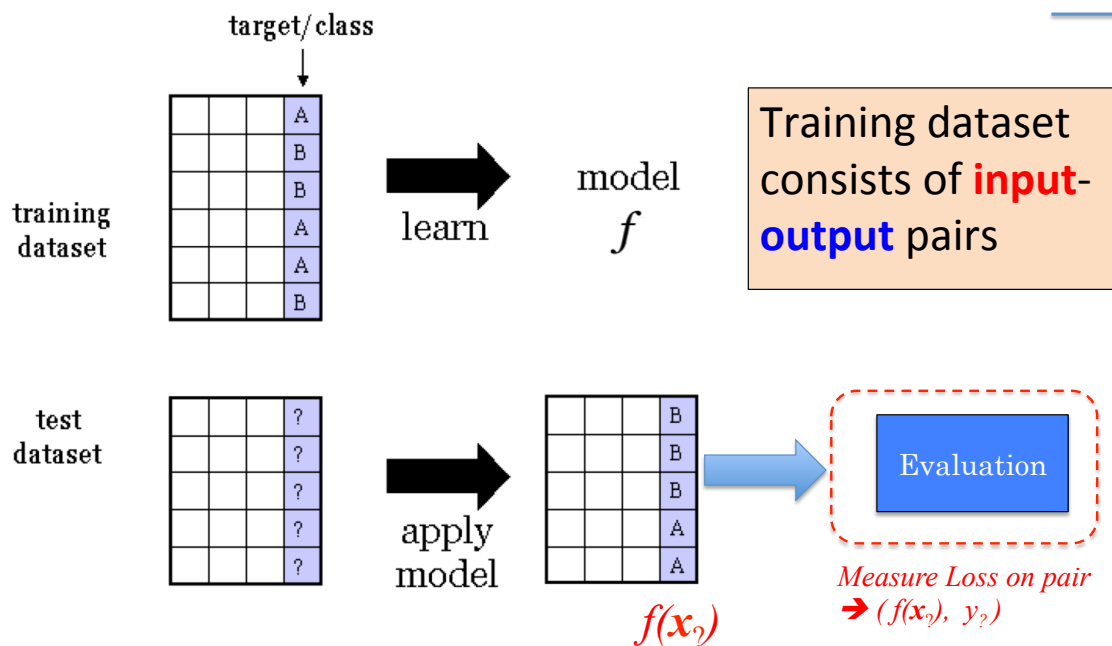 target/class
A
B
B
A
A
B
training
dataset
learn
model
f
Training dataset
consists of input-
output pairs
test
dataset
?
?
?
?
?
apply
model
B
B
B
A
A
f(x?)
Evaluation
Measure Loss on pair
➔ ( f(x?), y? )